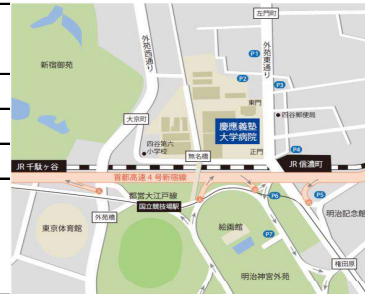 左門町
外苑西通り
外苑東通り
P1
新宿御苑
P2
P3
東門
大京町
慶應義塾
大学病院
四谷郵便局
四谷第六
小学校
無名橋
正門
P4
JR 千駄ヶ谷
JR 信濃町
首都高速4号新宿線
都営大江戸線
国立競技場駅
P6
P5
外苑橋
絵画館
明治記念館
東京体育館
P7
権田原
明治神宮外苑